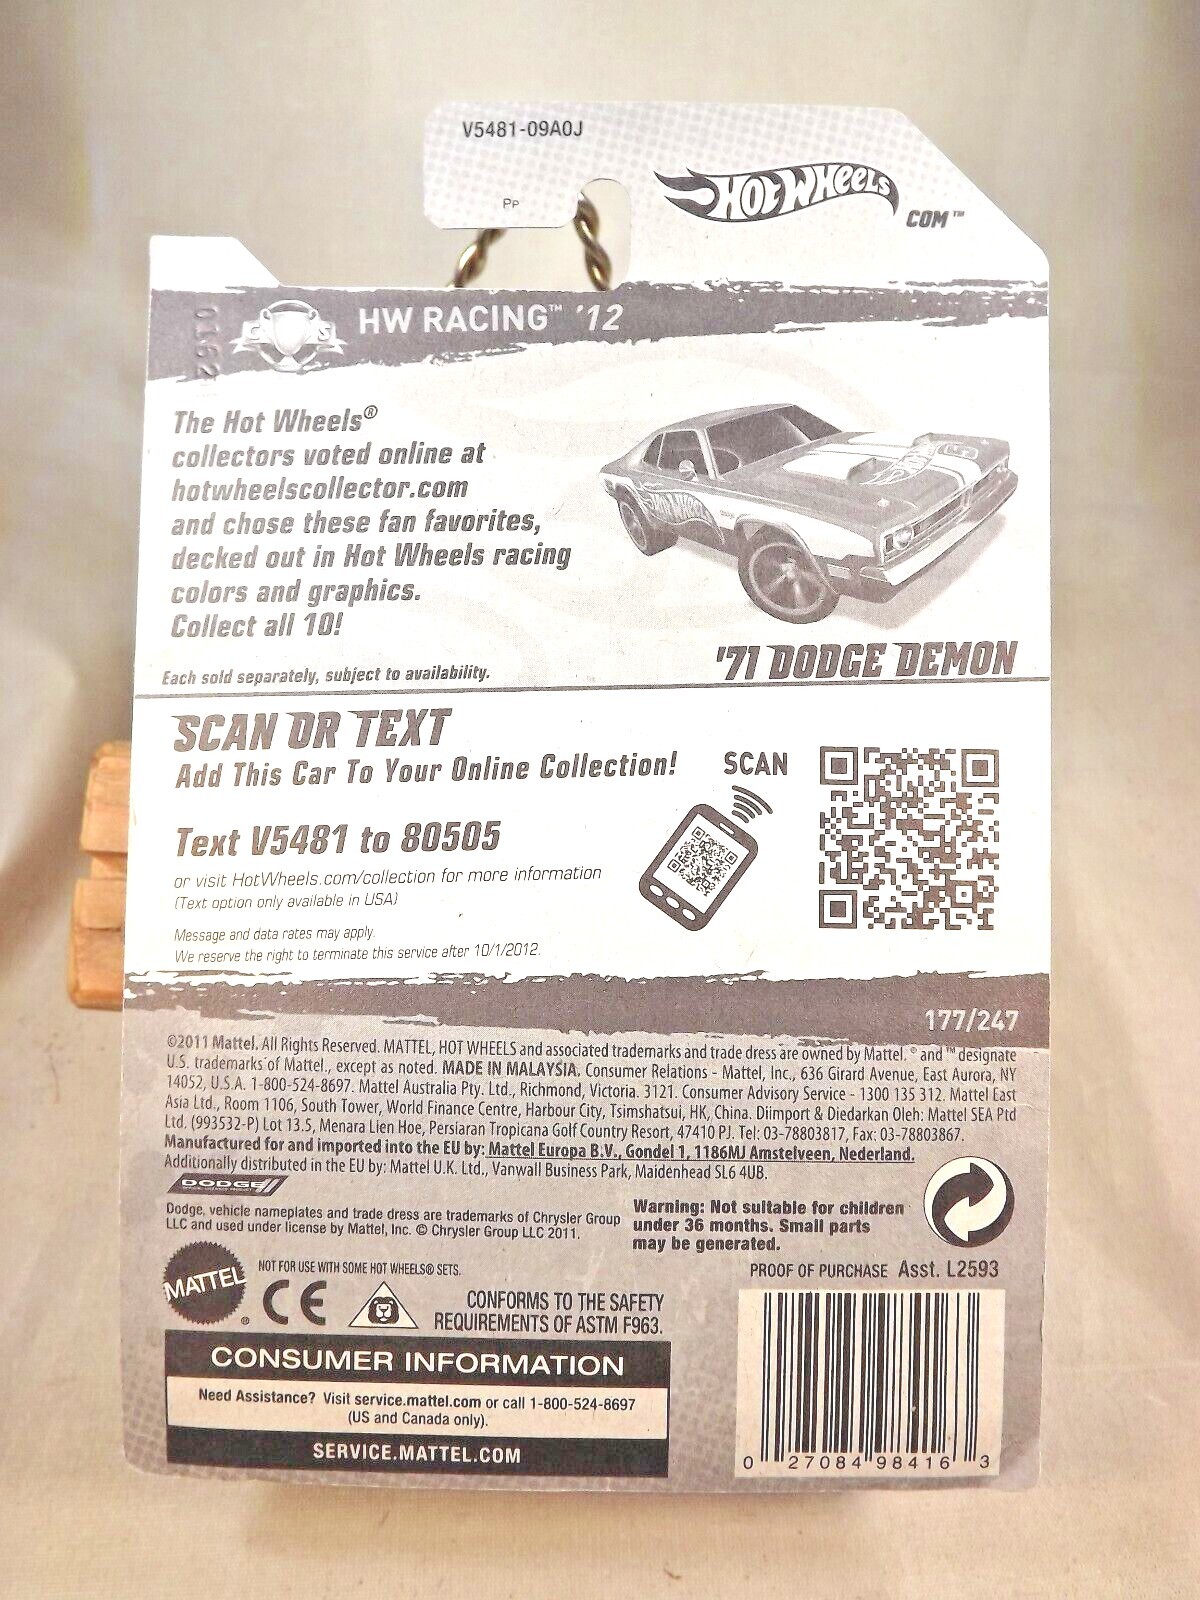 V5481-09A0J
Pp
HOT WHEELS
COM™
HW RACING™ '12
The Hot Wheels®
collectors voted online at
hotwheelscollector.com
and chose these fan favorites,
decked out in Hot Wheels racing
colors and graphics.
Collect all 10!
Each sold separately, subject to availability.
'71 DODGE DEMON
SCAN OR TEXT
Add This Car To Your Online Collection!
SCAN
Text V5481 to 80505
or visit HotWheels.com/collection for more information
(Text option only available in USA)
Message and data rates may apply.
We reserve the right to terminate this service after 10/1/2012.
177/247
©2011 Mattel. All Rights Reserved. MATTEL, HOT WHEELS and associated trademarks and trade dress are owned by Mattel. ® and ™ designate
U.S. trademarks of Mattel., except as noted. MADE IN MALAYSIA. Consumer Relations - Mattel, Inc., 636 Girard Avenue, East Aurora, NY
14052, U.S.A. 1-800-524-8697. Mattel Australia Pty. Ltd., Richmond, Victoria. 3121. Consumer Advisory Service - 1300 135 312. Mattel East
Asia Ltd., Room 1106, South Tower, World Finance Centre, Harbour City, Tsimshatsui, HK, China. Diimport & Diedarkan Oleh: Mattel SEA Ptd
Ltd. (993532-P) Lot 13.5, Menara Lien Hoe, Persiaran Tropicana Golf Country Resort, 47410 PJ. Tel: 03-78803817, Fax: 03-78803867.
Manufactured for and imported into the EU by: Mattel Europa B.V., Gondel 1, 1186MJ Amstelveen, Nederland.
Additionally distributed in the EU by: Mattel U.K. Ltd., Vanwall Business Park, Maidenhead SL6 4UB.
DODGE
Dodge, vehicle nameplates and trade dress are trademarks of Chrysler Group
LLC and used under license by Mattel, Inc. © Chrysler Group LLC 2011.
Warning: Not suitable for children
under 36 months. Small parts
may be generated.
PROOF OF PURCHASE Asst. L2593
MATTEL®
NOT FOR USE WITH SOME HOT WHEELS® SETS.
CE
CONFORMS TO THE SAFETY
REQUIREMENTS OF ASTM F963.
CONSUMER INFORMATION
Need Assistance? Visit service.mattel.com or call 1-800-524-8697
(US and Canada only).
SERVICE.MATTEL.COM
0 27084 98416 3